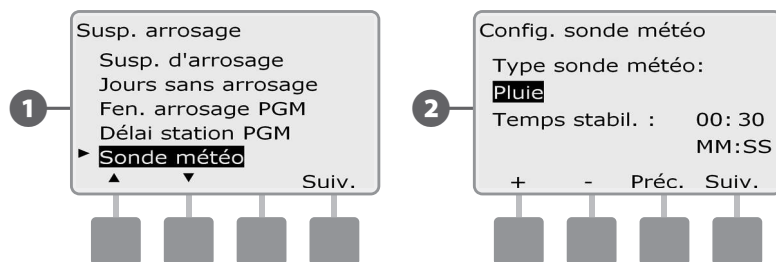 1
Susp. arrosage
Susp. d'arrosage
Jours sans arrosage
Fen. arrosage PGM
Délai station PGM
► Sonde météo
▲ ▼ Suiv.
2
Config. sonde météo
Type sonde météo:
Pluie
Temps stabil. : 00: 30
MM:SS
+ - Préc. Suiv.